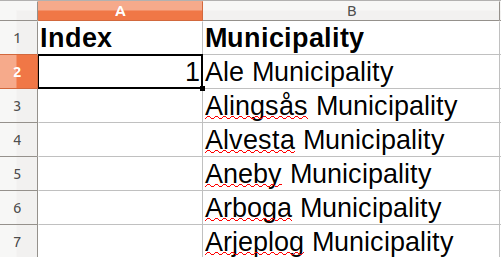 A B
1 Index Municipality
2 1 Ale Municipality
3 Alingsås Municipality
4 Alvesta Municipality
5 Aneby Municipality
6 Arboga Municipality
7 Arjeplog Municipality